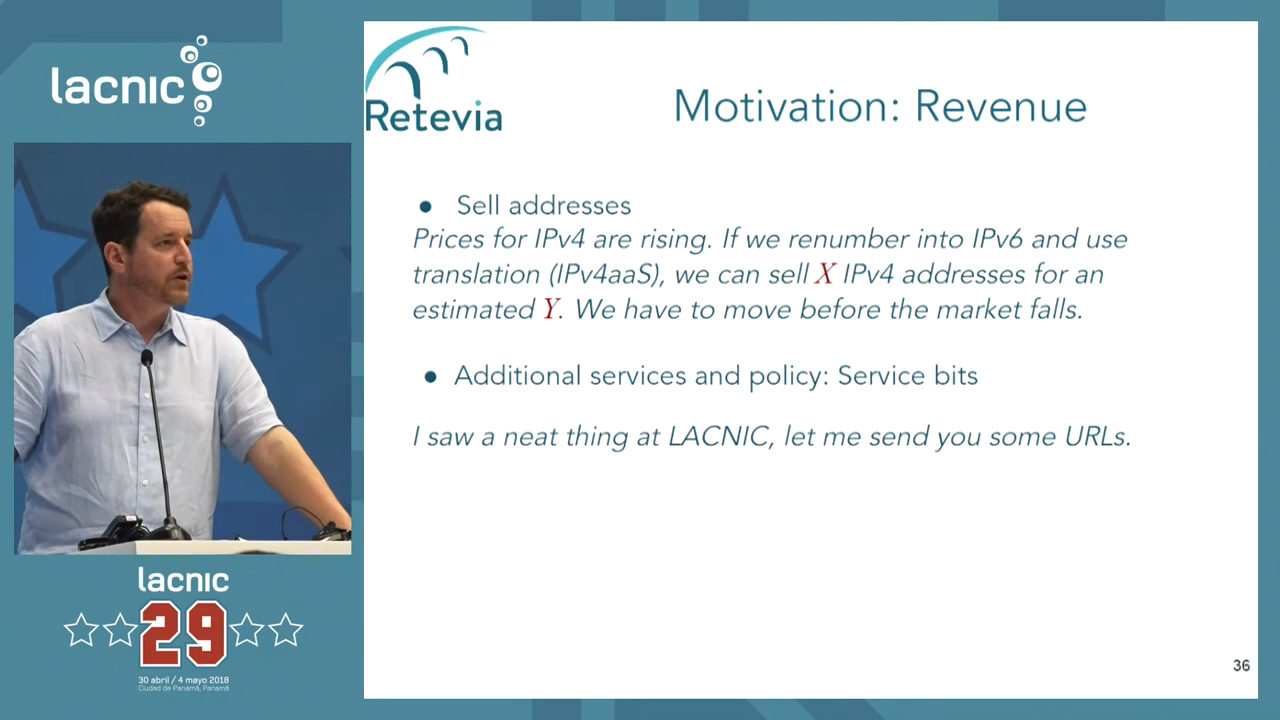 lacnic
Retevia
Motivation: Revenue
● Sell addresses
Prices for IPv4 are rising. If we renumber into IPv6 and use
translation (IPv4aaS), we can sell X IPv4 addresses for an
estimated Y. We have to move before the market falls.
● Additional services and policy: Service bits
I saw a neat thing at LACNIC, let me send you some URLs.
36
lacnic
29
30 abril / 4 mayo 2018
Ciudad de Panamá, Panamá